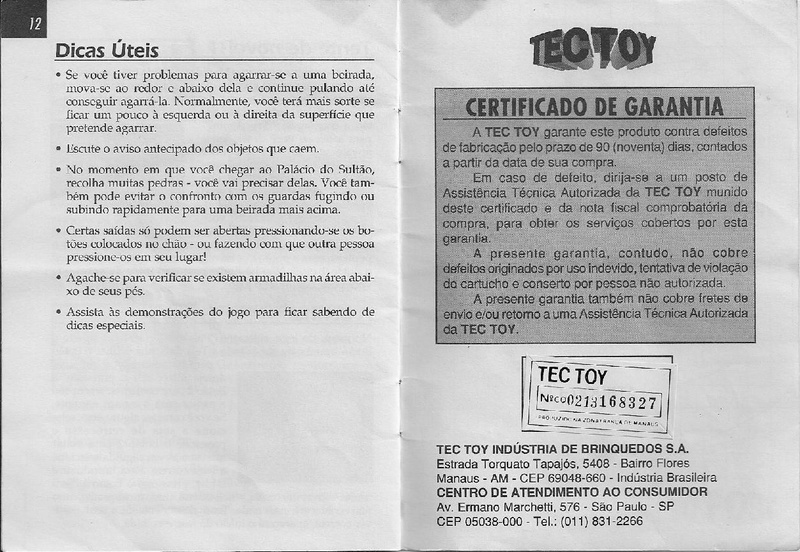 12
Dicas Úteis
• Se você tiver problemas para agarrar-se a uma beirada,
mova-se ao redor e abaixo dela e continue pulando até
conseguir agarrá-la. Normalmente, você terá mais sorte se
ficar um pouco à esquerda ou à direita da superfície que
pretende agarrar.
• Escute o aviso antecipado dos objetos que caem.
• No momento em que você chegar ao Palácio do Sultão,
recolha muitas pedras - você vai precisar delas. Você tam-
bém pode evitar o confronto com os guardas fugindo ou
subindo rapidamente para uma beirada mais acima.
• Certas saídas só podem ser abertas pressionando-se os bo-
tões colocados no chão - ou fazendo com que outra pessoa
pressione-os em seu lugar!
• Agache-se para verificar se existem armadilhas na área abai-
xo de seus pés.
• Assista às demonstrações do jogo para ficar sabendo de
dicas especiais.
TEC TOY
CERTIFICADO DE GARANTIA
A TEC TOY garante este produto contra defeitos
de fabricação pelo prazo de 90 (noventa) dias, contados
a partir da data de sua compra.
Em caso de defeito, dirija-se a um posto de
Assistência Técnica Autorizada da TEC TOY munido
deste certificado e da nota fiscal comprobatória da
compra, para obter os serviços cobertos por esta
garantia.
A presente garantia, contudo, não cobre
defeitos originados por uso indevido, tentativa de violação
do cartucho e conserto por pessoa não autorizada.
A presente garantia também não cobre fretes de
envio e/ou retorno a uma Assistência Técnica Autorizada
da TEC TOY.
TEC TOY
Nº CO0213168327
PRODUZIDO NA ZONA FRANCA DE MANAUS
TEC TOY INDÚSTRIA DE BRINQUEDOS S.A.
Estrada Torquato Tapajós, 5408 - Bairro Flores
Manaus - AM - CEP 69048-660 - Indústria Brasileira
CENTRO DE ATENDIMENTO AO CONSUMIDOR
Av. Ermano Marchetti, 576 - São Paulo - SP
CEP 05038-000 - Tel.: (011) 831-2266